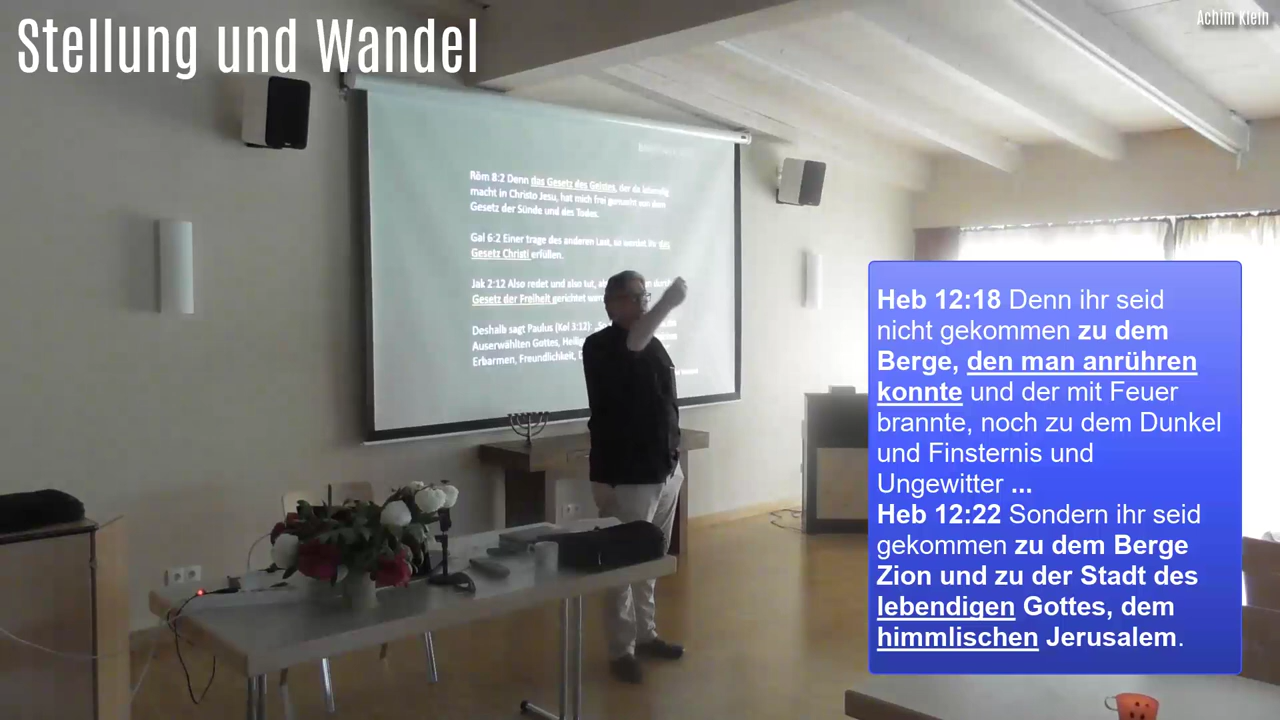 Stellung und Wandel
Achim Klein
Röm 8:2 Denn das Gesetz des Geistes, der da lebendig
macht in Christo Jesu, hat mich frei gemacht von dem
Gesetz der Sünde und des Todes.
Gal 6:2 Einer trage des anderen Last, so werdet ihr das
Gesetz Christi erfüllen.
Jak 2:12 Also redet und also tut, als
Gesetz der Freiheit gerichtet
Deshalb sagt Paulus (Kol 3:12):
Auserwählten Gottes,
Erbarmen, Freundlichkeit,
Heb 12:18 Denn ihr seid
nicht gekommen zu dem
Berge, den man anrühren
konnte und der mit Feuer
brannte, noch zu dem Dunkel
und Finsternis und
Ungewitter ...
Heb 12:22 Sondern ihr seid
gekommen zu dem Berge
Zion und zu der Stadt des
lebendigen Gottes, dem
himmlischen Jerusalem.